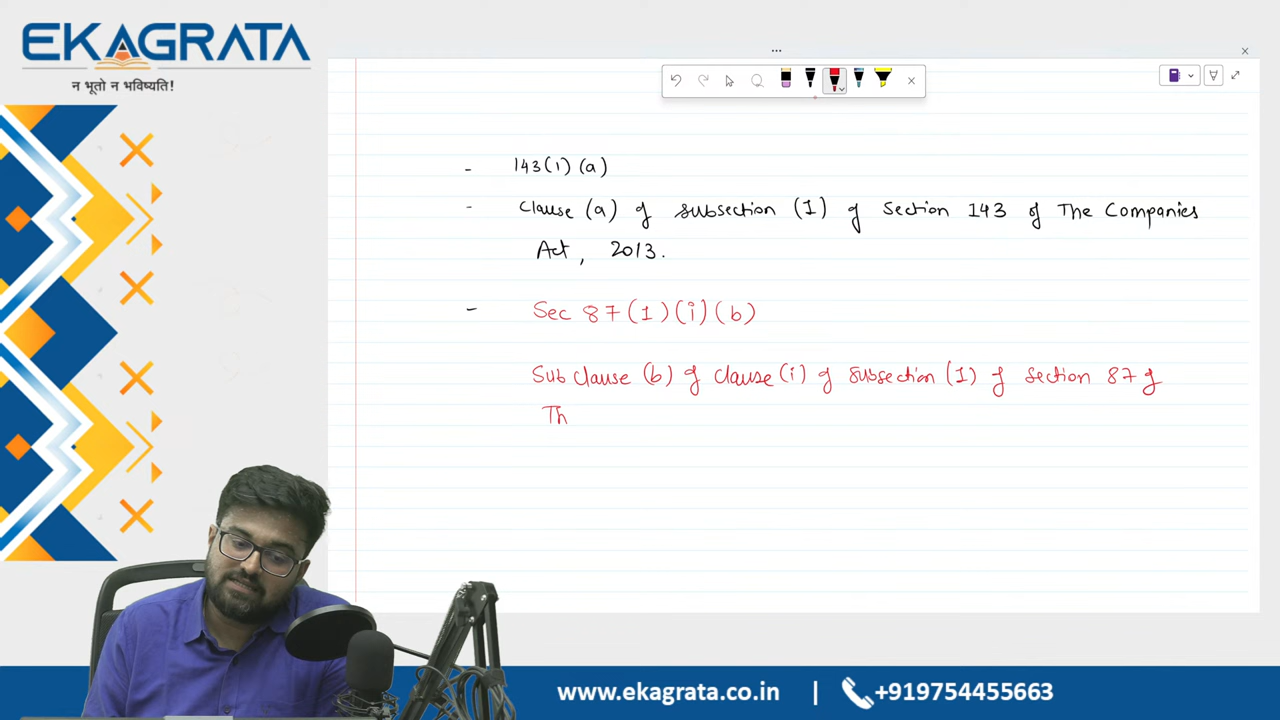 EKAGRATA
न भूतो न भविष्यति!
- 143(1)(a)
- Clause (a) of subsection (1) of Section 143 of The Companies
Act, 2013.
- Sec 87(1)(i)(b)
Sub clause (b) of clause (i) of subsection (1) of section 87 of
Th
www.ekagrata.co.in | +919754455663